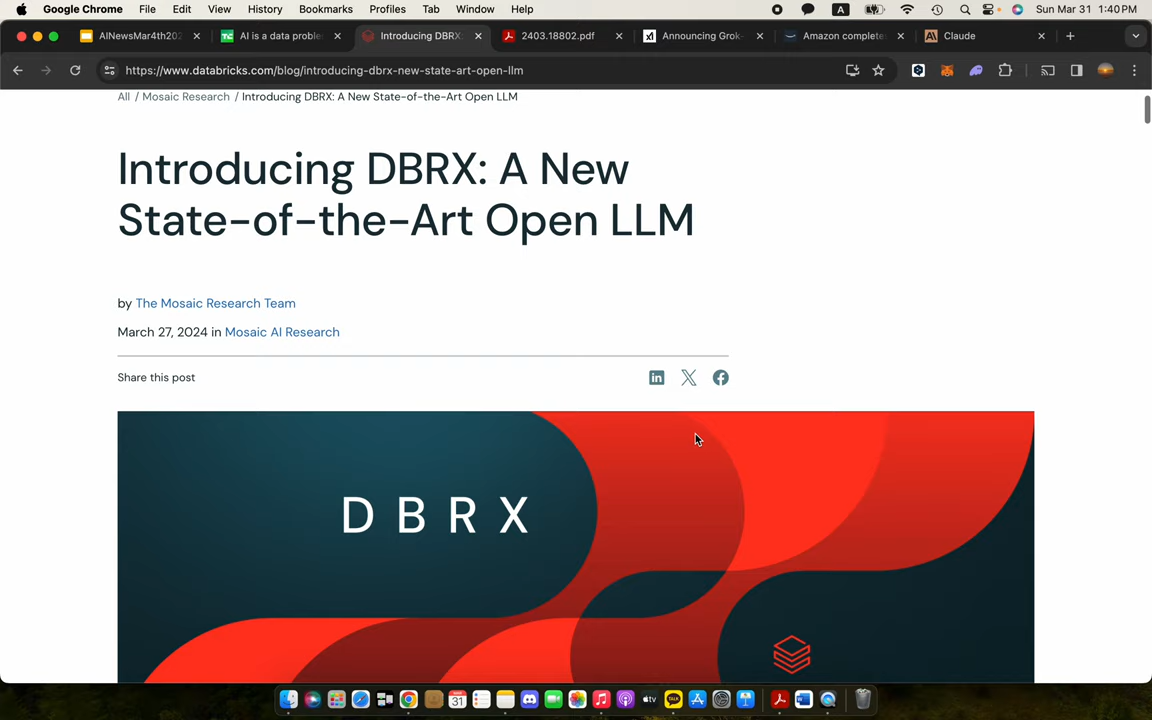 Google Chrome File Edit View History Bookmarks Profiles Tab Window Help A Sun Mar 31 1:40 PM
AINewsMar4th202 AI is a data proble Introducing DBRX: 2403.18802.pdf Announcing Grok- Amazon complete Claude
https://www.databricks.com/blog/introducing-dbrx-new-state-art-open-llm
All / Mosaic Research / Introducing DBRX: A New State-of-the-Art Open LLM
Introducing DBRX: A New
State-of-the-Art Open LLM
by The Mosaic Research Team
March 27, 2024 in Mosaic AI Research
Share this post
DBRX